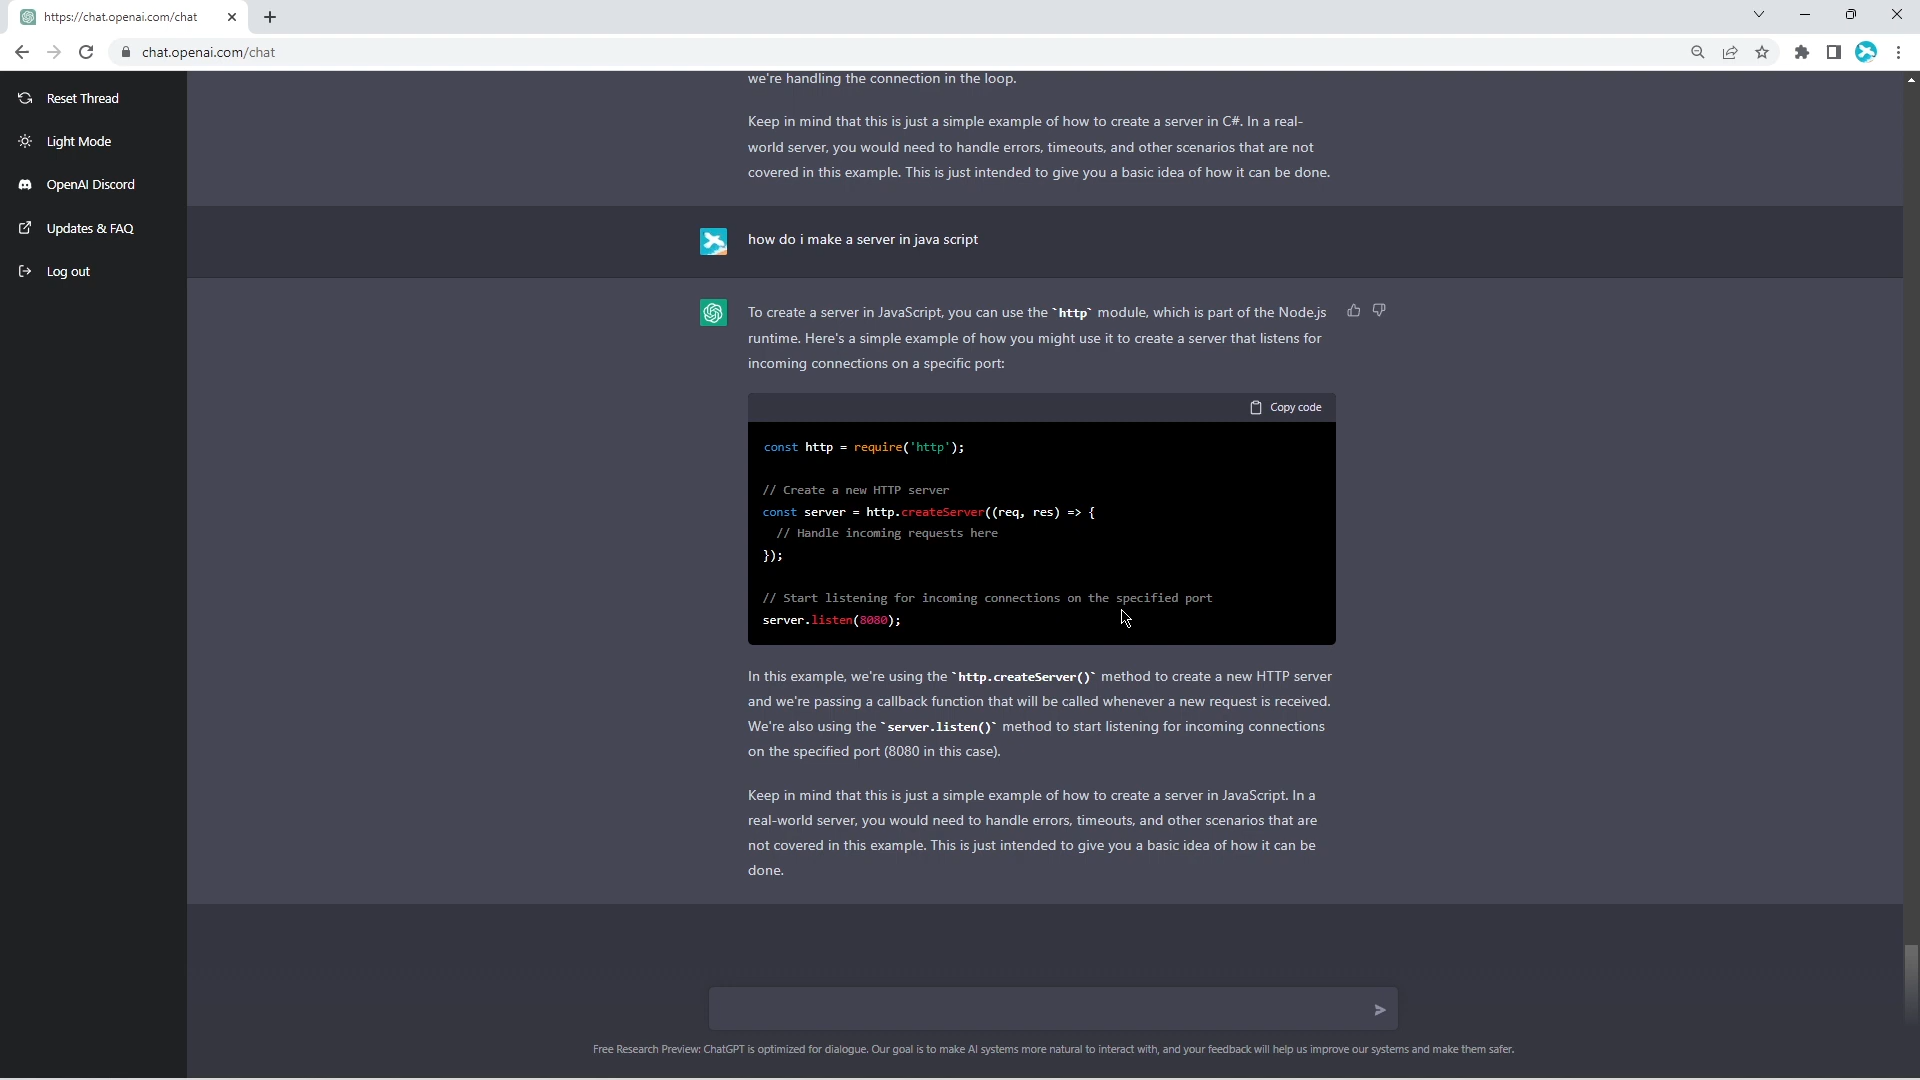 https://chat.openai.com/chat
chat.openai.com/chat
Reset Thread
Light Mode
OpenAI Discord
Updates & FAQ
Log out
we're handling the connection in the loop.
Keep in mind that this is just a simple example of how to create a server in C#. In a real-
world server, you would need to handle errors, timeouts, and other scenarios that are not
covered in this example. This is just intended to give you a basic idea of how it can be done.
how do i make a server in java script
To create a server in JavaScript, you can use the `http` module, which is part of the Node.js
runtime. Here's a simple example of how you might use it to create a server that listens for
incoming connections on a specific port:
Copy code
const http = require('http');
// Create a new HTTP server
const server = http.createServer((req, res) => {
// Handle incoming requests here
});
// Start listening for incoming connections on the specified port
server.listen(8080);
In this example, we're using the `http.createServer()` method to create a new HTTP server
and we're passing a callback function that will be called whenever a new request is received.
We're also using the `server.listen()` method to start listening for incoming connections
on the specified port (8080 in this case).
Keep in mind that this is just a simple example of how to create a server in JavaScript. In a
real-world server, you would need to handle errors, timeouts, and other scenarios that are
not covered in this example. This is just intended to give you a basic idea of how it can be
done.
Free Research Preview: ChatGPT is optimized for dialogue. Our goal is to make AI systems more natural to interact with, and your feedback will help us improve our systems and make them safer.